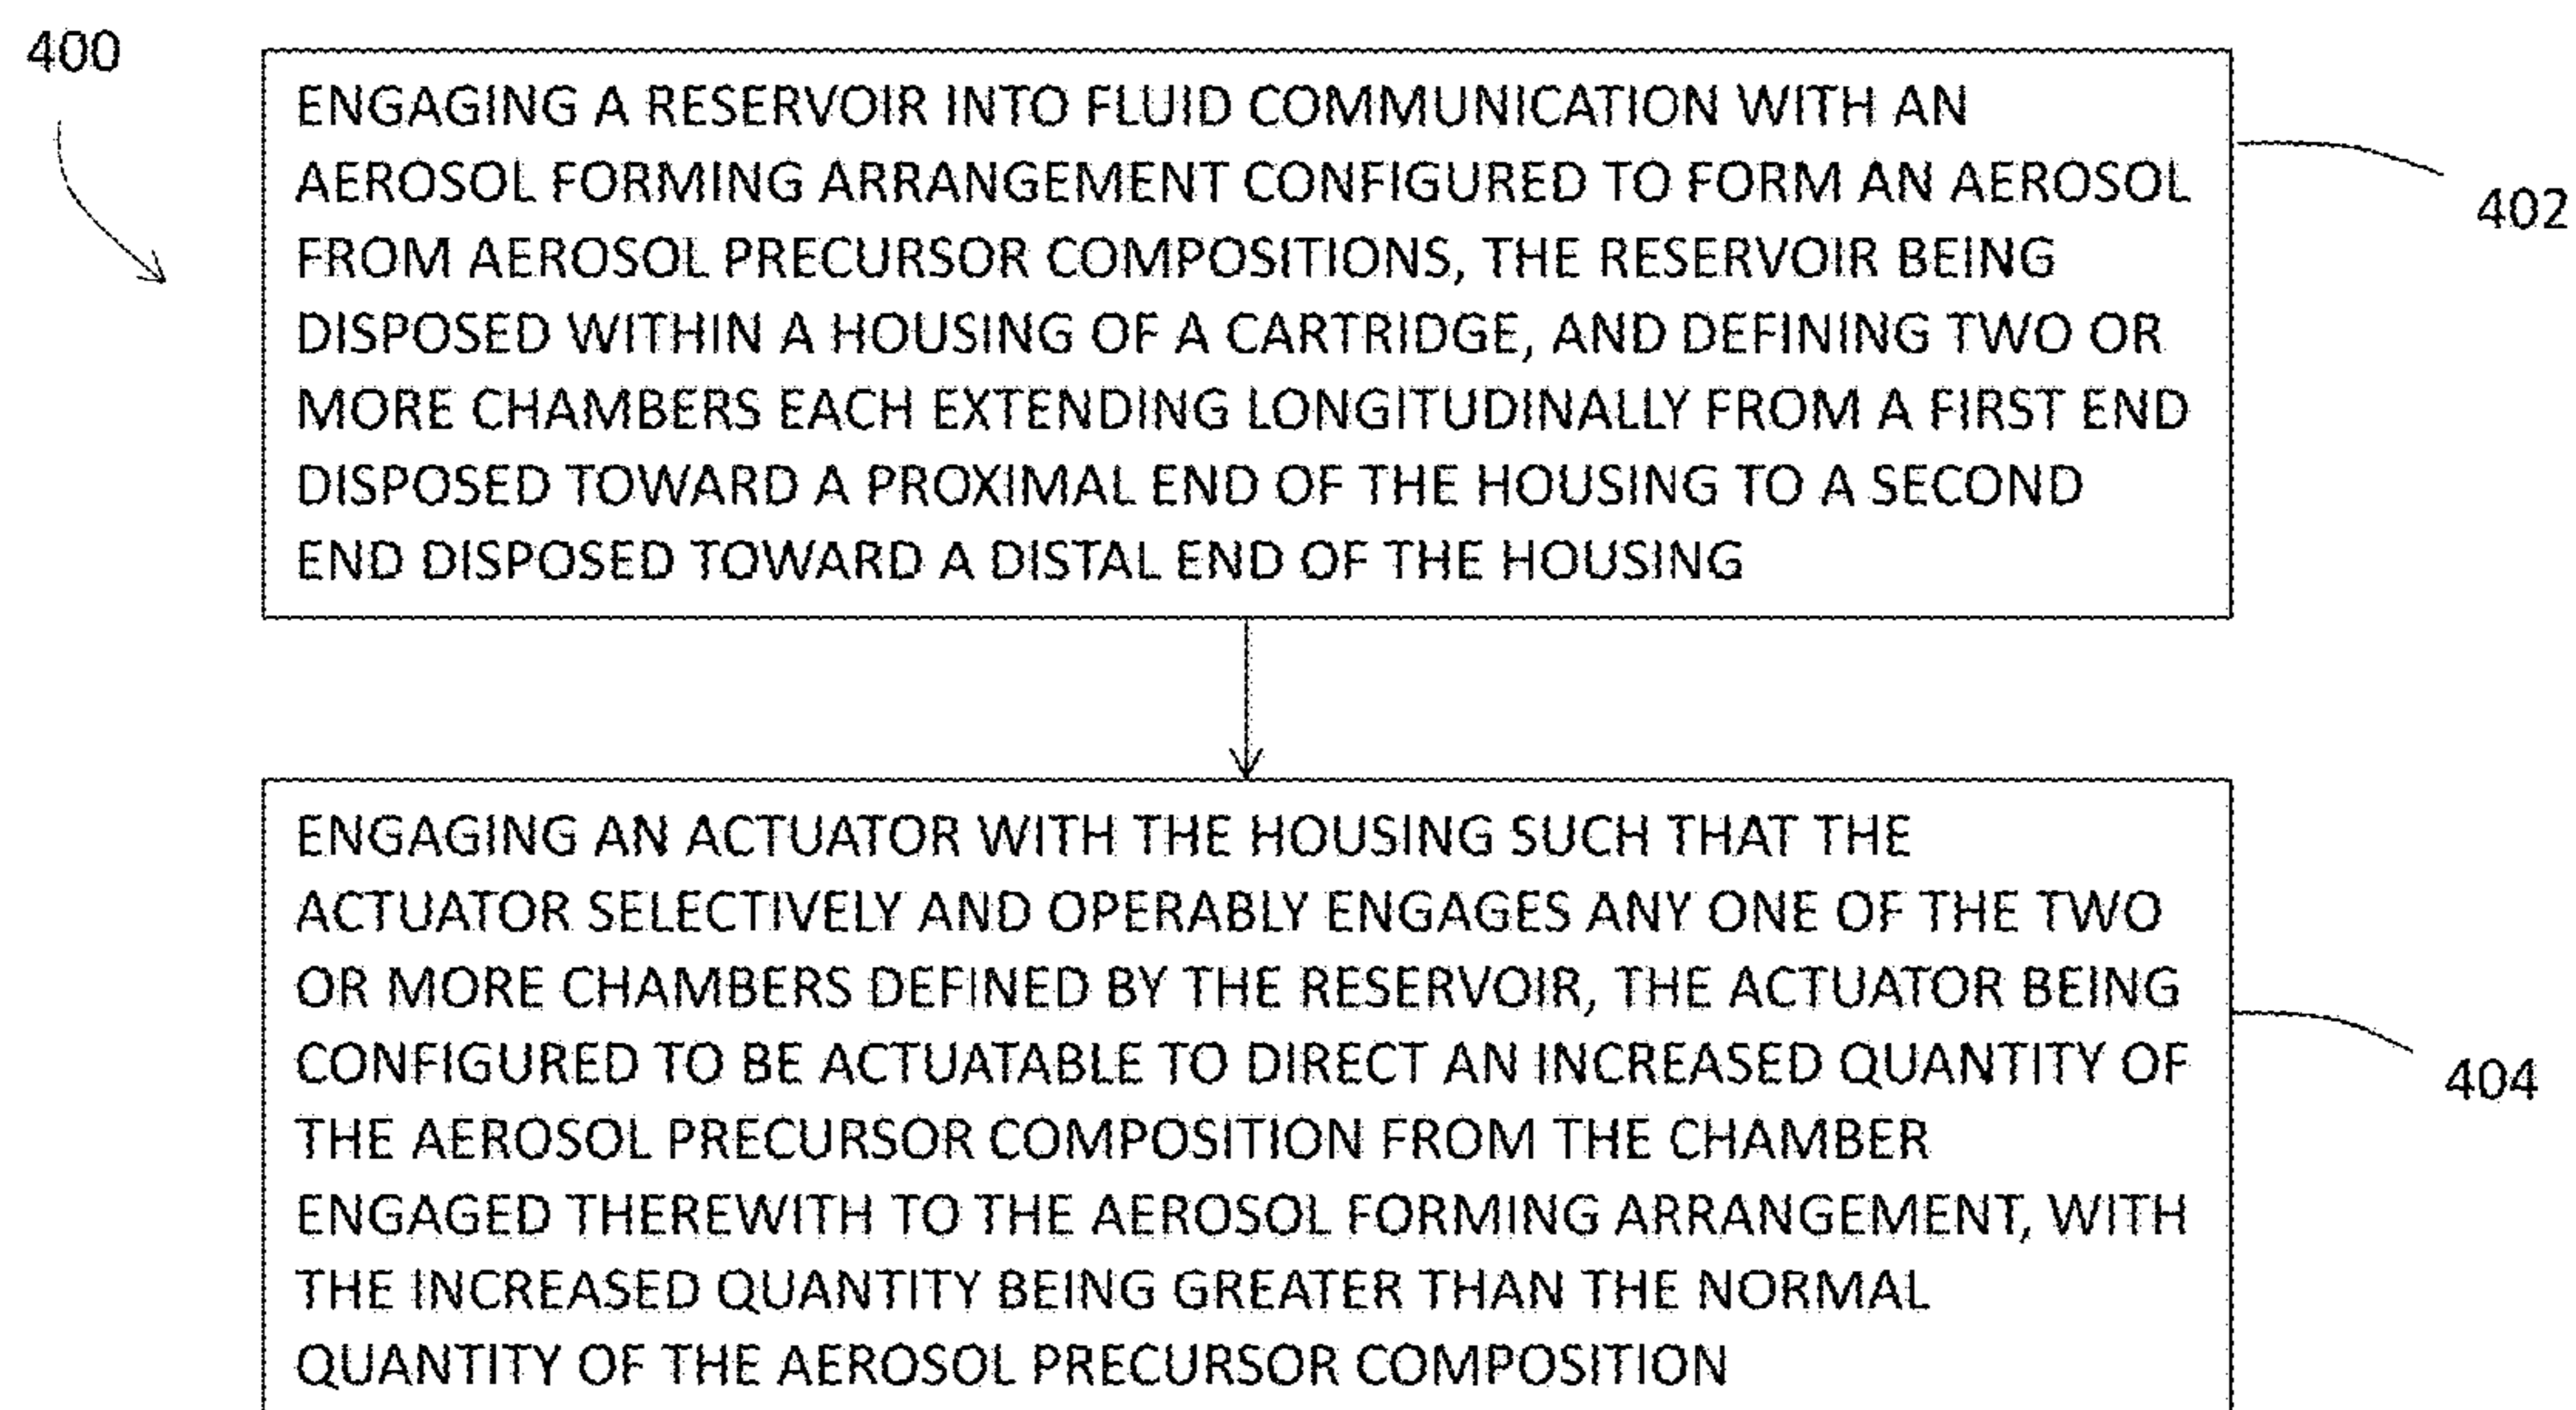 400
ENGAGING A RESERVOIR INTO FLUID COMMUNICATION WITH AN
AEROSOL FORMING ARRANGEMENT CONFIGURED TO FORM AN AEROSOL
FROM AEROSOL PRECURSOR COMPOSITIONS, THE RESERVOIR BEING
DISPOSED WITHIN A HOUSING OF A CARTRIDGE, AND DEFINING TWO OR
MORE CHAMBERS EACH EXTENDING LONGITUDINALLY FROM A FIRST END
DISPOSED TOWARD A PROXIMAL END OF THE HOUSING TO A SECOND
END DISPOSED TOWARD A DISTAL END OF THE HOUSING
402
ENGAGING AN ACTUATOR WITH THE HOUSING SUCH THAT THE
ACTUATOR SELECTIVELY AND OPERABLY ENGAGES ANY ONE OF THE TWO
OR MORE CHAMBERS DEFINED BY THE RESERVOIR, THE ACTUATOR BEING
CONFIGURED TO BE ACTUATABLE TO DIRECT AN INCREASED QUANTITY OF
THE AEROSOL PRECURSOR COMPOSITION FROM THE CHAMBER
ENGAGED THEREWITH TO THE AEROSOL FORMING ARRANGEMENT, WITH
THE INCREASED QUANTITY BEING GREATER THAN THE NORMAL
QUANTITY OF THE AEROSOL PRECURSOR COMPOSITION
404